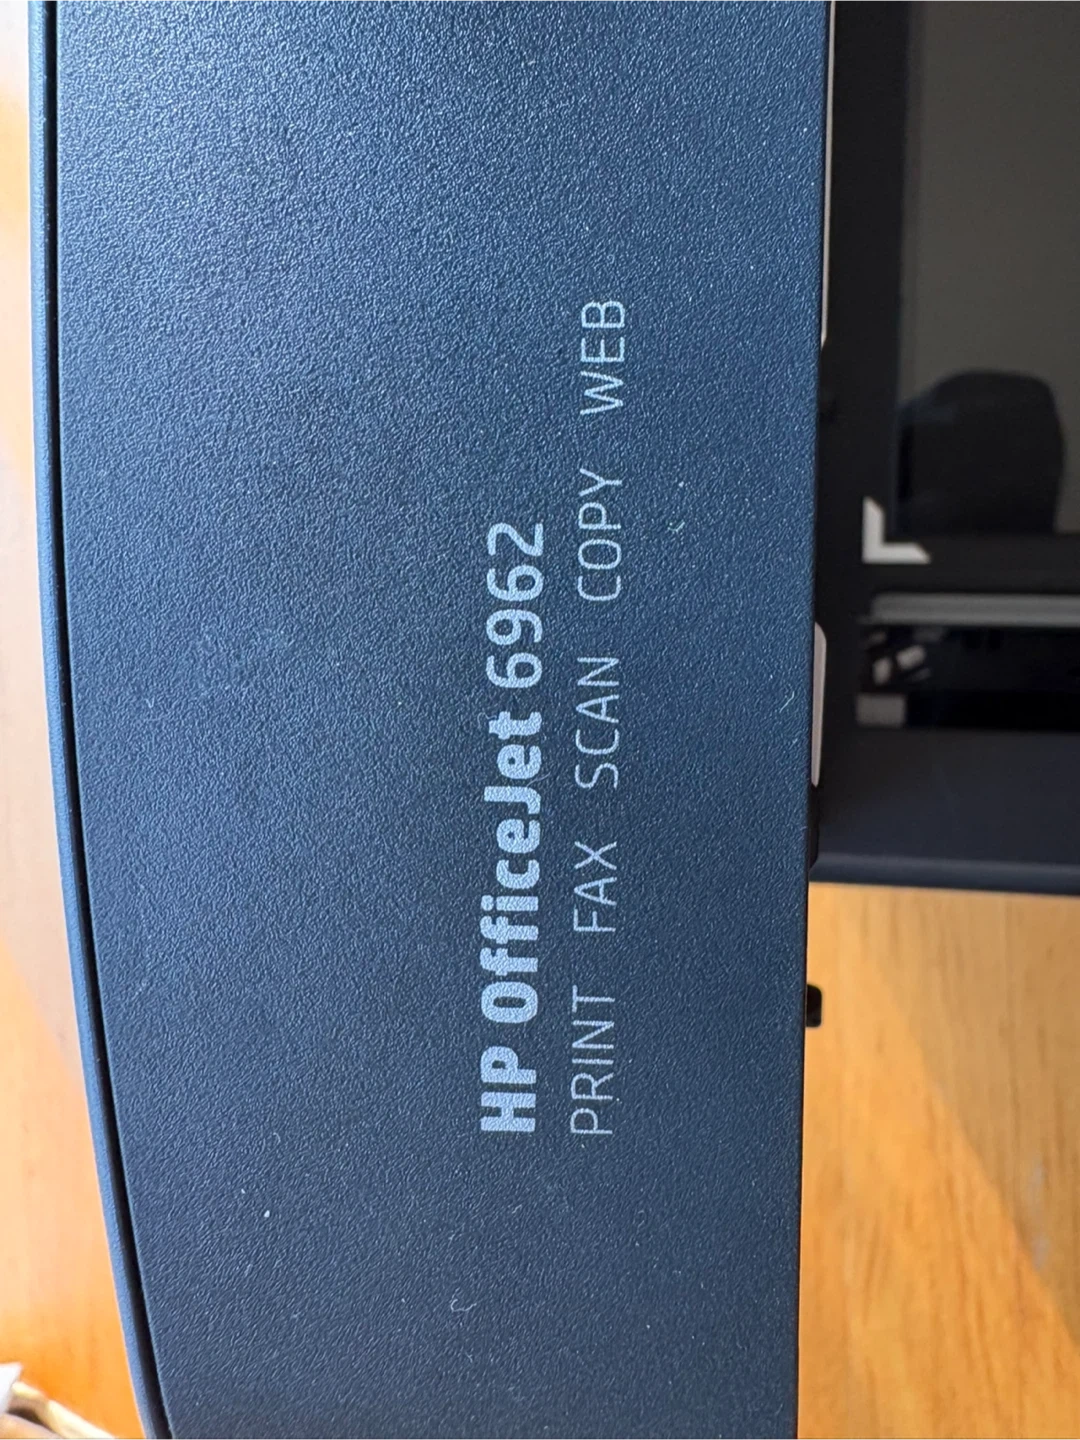 HP OfficeJet 6962
PRINT FAX SCAN COPY WEB